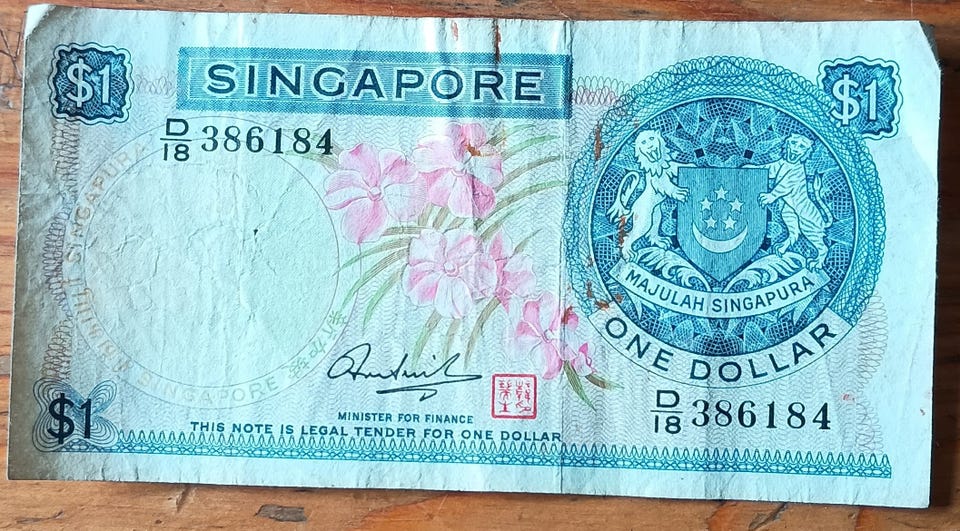 $1
SINGAPORE
$1
D/18 386184
MAJULAH SINGAPURA
ONE DOLLAR
D/18 386184
MINISTER FOR FINANCE
THIS NOTE IS LEGAL TENDER FOR ONE DOLLAR
$1